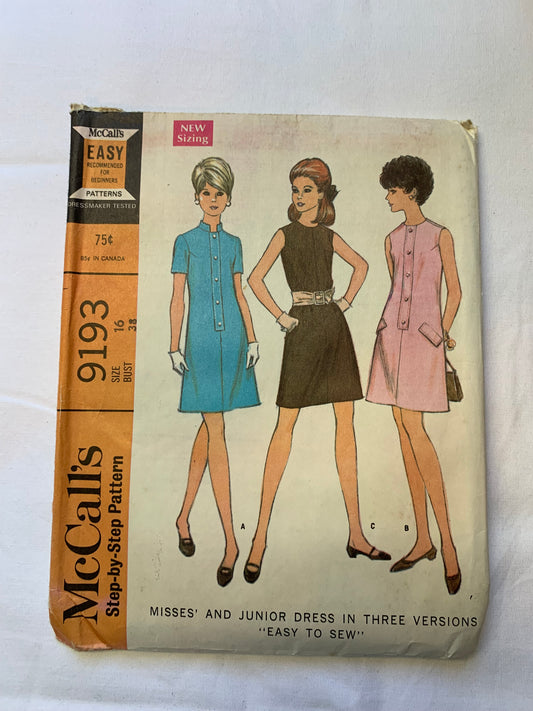 McCall's
EASY
RECOMMENDED
FOR
BEGINNERS
PATTERNS
DRESSMAKER TESTED
75¢
85¢ IN CANADA
9193
SIZE 16
BUST 38
McCall's
Step-by-Step Pattern
NEW
Sizing
A
C
B
MISSES' AND JUNIOR DRESS IN THREE VERSIONS
"EASY TO SEW"